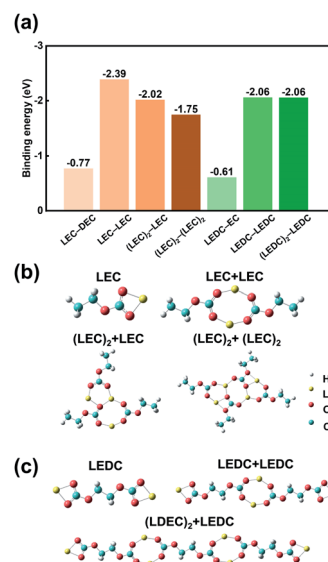 (a)
Binding energy (eV)
-3
-2
-1
0
-0.77
-2.39
-2.02
-1.75
-0.61
-2.06
-2.06
LEC–DEC
LEC–LEC
(LEC)2–LEC
(LEC)2–(LEC)2
LEDC–EC
LEDC–LEDC
(LEDC)2–LEDC
(b)
LEC
LEC+LEC
(LEC)2+LEC
(LEC)2+ (LEC)2
H
L
(c)
LEDC
LEDC+LEDC
(LDEC)2+LEDC